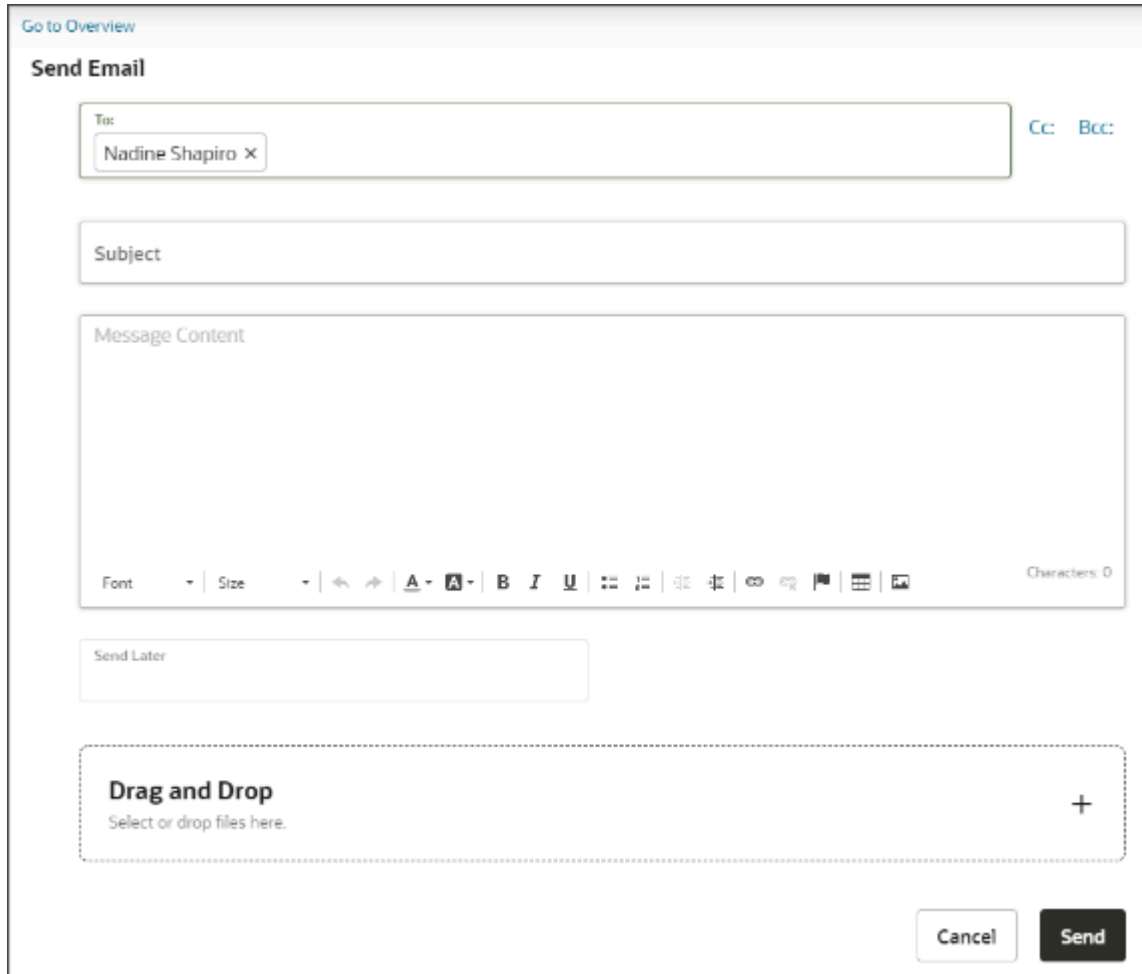 Go to Overview
Send Email
To:
Nadine Shapiro ×
Cc: Bcc:
Subject
Message Content
Font Size A A B I U Characters: 0
Send Later
Drag and Drop
Select or drop files here.
Cancel Send